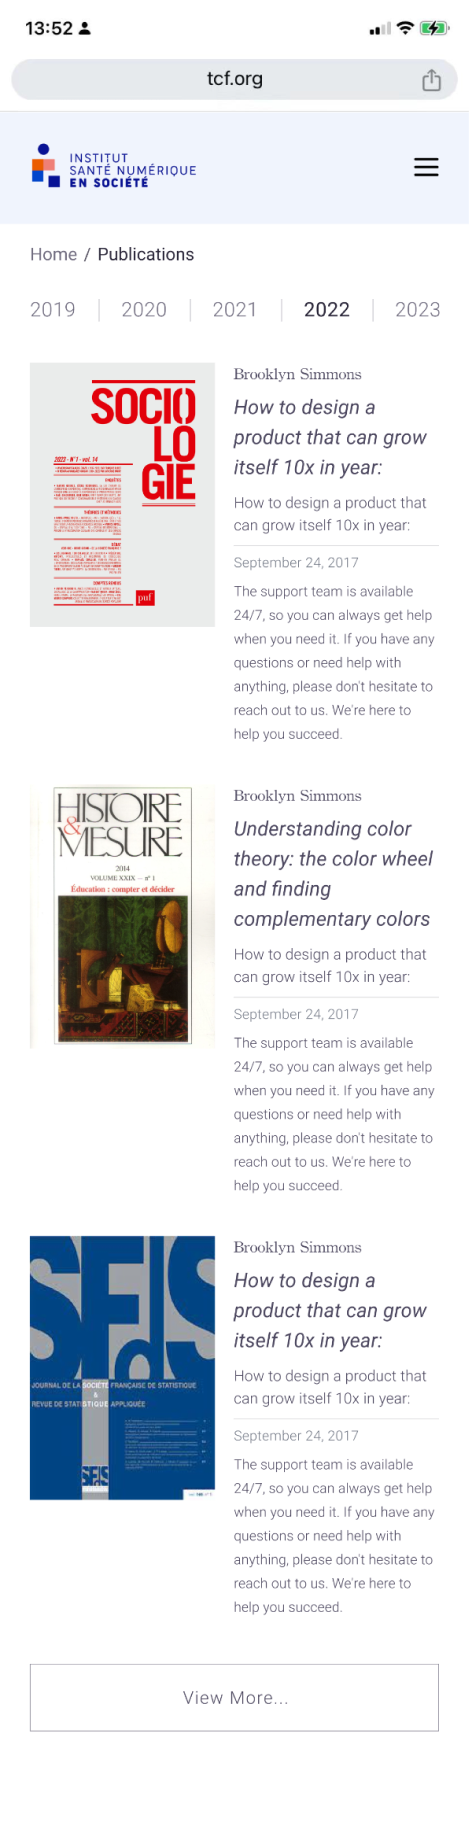 13:52
tcf.org
INSTITUT
SANTÉ NUMÉRIQUE
EN SOCIÉTÉ
Home / Publications
2019 2020 2021 2022 2023
SOCIO
LO
GIE
2023 - N°1 - vol. 14
ENQUÊTES
puf
Brooklyn Simmons
How to design a
product that can grow
itself 10x in year:
How to design a product that
can grow itself 10x in year:
September 24, 2017
The support team is available
24/7, so you can always get help
when you need it. If you have any
questions or need help with
anything, please don't hesitate to
reach out to us. We're here to
help you succeed.
HISTOIRE
&
MESURE
2014
VOLUME XXIX – n° 1
Éducation : compter et décider
Brooklyn Simmons
Understanding color
theory: the color wheel
and finding
complementary colors
How to design a product that
can grow itself 10x in year:
September 24, 2017
The support team is available
24/7, so you can always get help
when you need it. If you have any
questions or need help with
anything, please don't hesitate to
reach out to us. We're here to
help you succeed.
SFdS
JOURNAL DE LA SOCIÉTÉ FRANÇAISE DE STATISTIQUE
&
REVUE DE STATISTIQUE APPLIQUÉE
SFdS
Brooklyn Simmons
How to design a
product that can grow
itself 10x in year:
How to design a product that
can grow itself 10x in year:
September 24, 2017
The support team is available
24/7, so you can always get help
when you need it. If you have any
questions or need help with
anything, please don't hesitate to
reach out to us. We're here to
help you succeed.
View More...